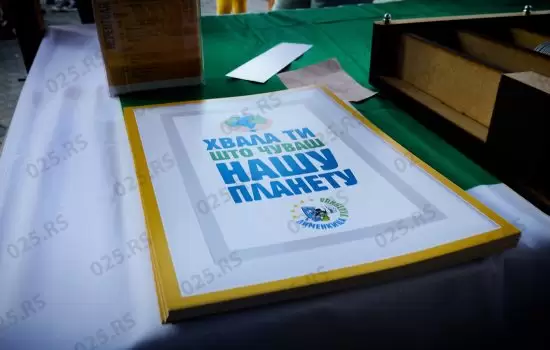 ХВАЛА ТИ
ШТО ЧУВАШ
НАШУ
ПЛАНЕТУ
025.RS